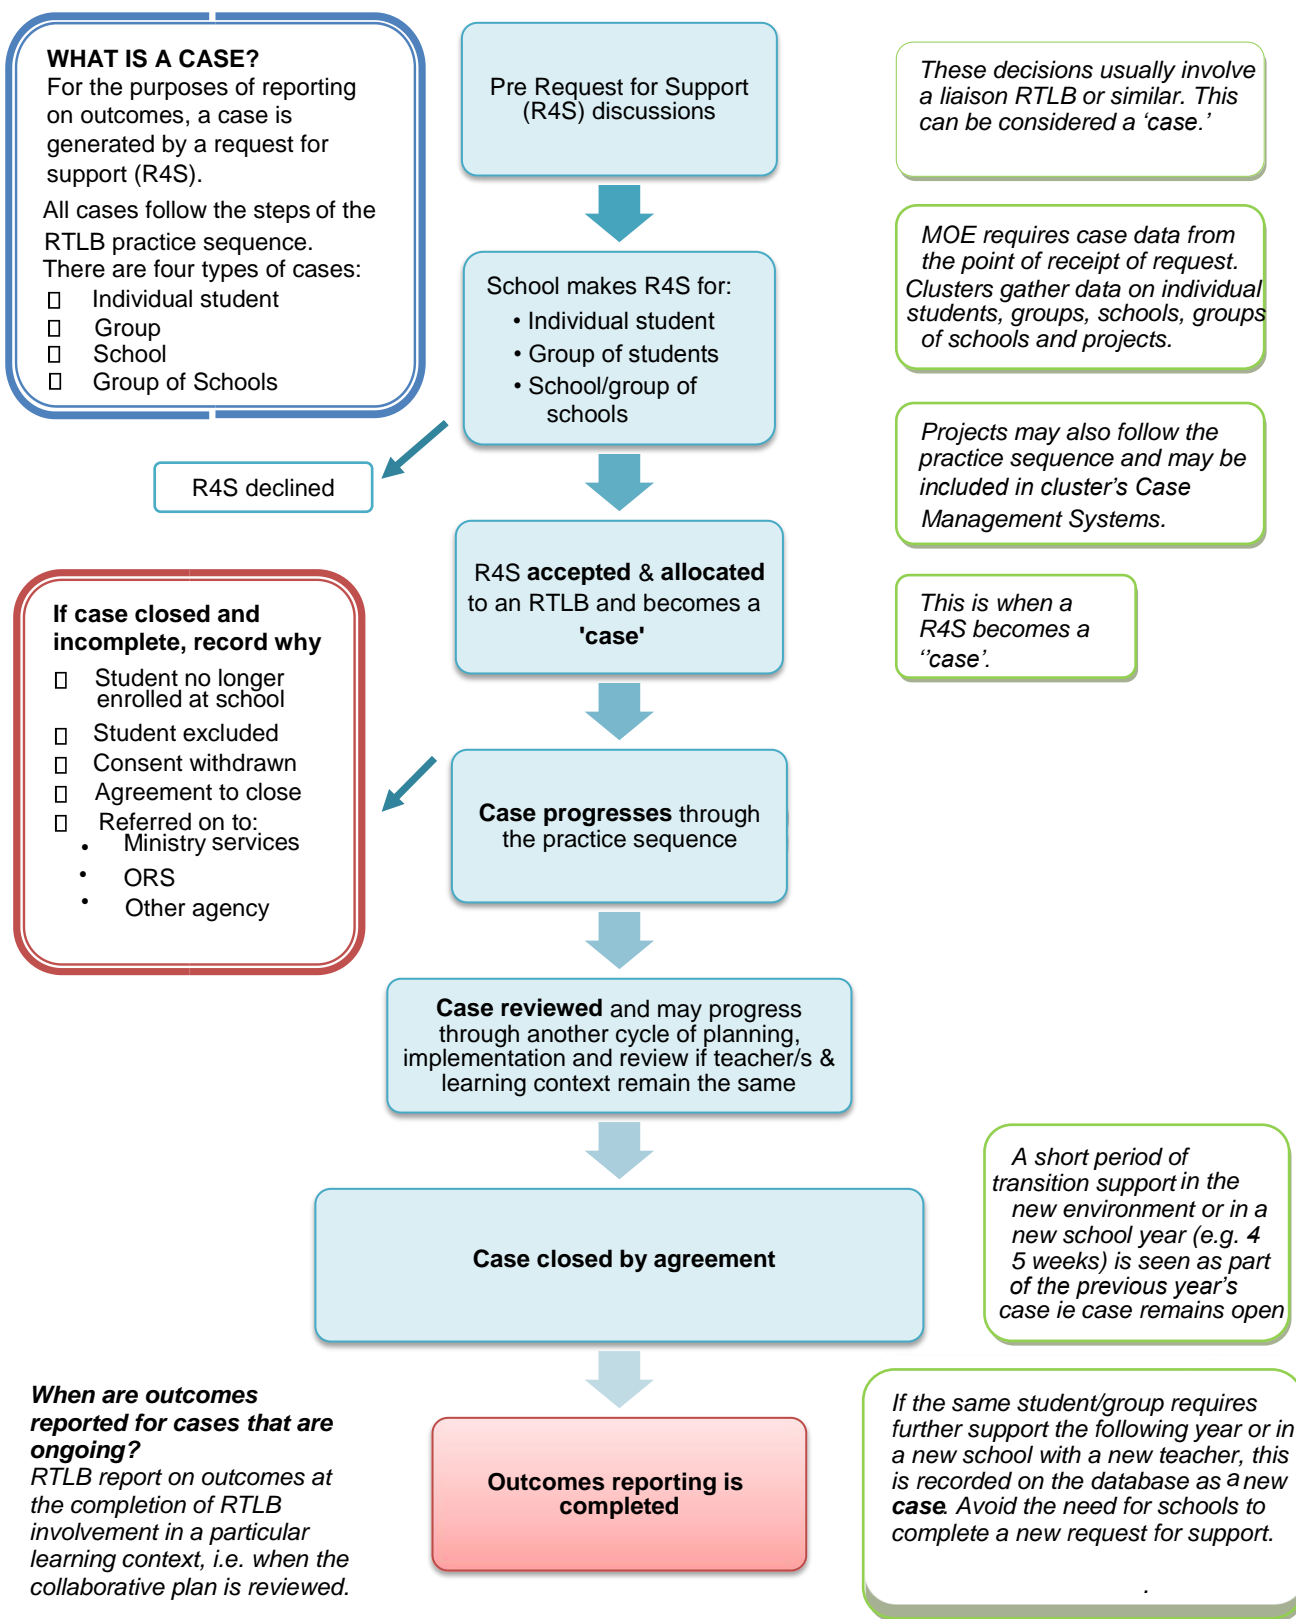 WHAT IS A CASE?
For the purposes of reporting
on outcomes, a case is
generated by a request for
support (R4S).
All cases follow the steps of the
RTLB practice sequence.
There are four types of cases:
Individual student
Group
School
Group of Schools
Pre Request for Support
(R4S) discussions
These decisions usually involve
a liaison RTLB or similar. This
can be considered a ‘case.’
School makes R4S for:
• Individual student
• Group of students
• School/group of
schools
MOE requires case data from
the point of receipt of request.
Clusters gather data on individual
students, groups, schools, groups
of schools and projects.
R4S declined
Projects may also follow the
practice sequence and may be
included in cluster’s Case
Management Systems.
R4S accepted & allocated
to an RTLB and becomes a
'case'
This is when a
R4S becomes a
‘’case’.
If case closed and
incomplete, record why
Student no longer
enrolled at school
Student excluded
Consent withdrawn
Agreement to close
Referred on to:
• Ministry services
• ORS
• Other agency
Case progresses through
the practice sequence
Case reviewed and may progress
through another cycle of planning,
implementation and review if teacher/s &
learning context remain the same
Case closed by agreement
A short period of
transition support in the
new environment or in a
new school year (e.g. 4
5 weeks) is seen as part
of the previous year’s
case ie case remains open
When are outcomes
reported for cases that are
ongoing?
RTLB report on outcomes at
the completion of RTLB
involvement in a particular
learning context, i.e. when the
collaborative plan is reviewed.
Outcomes reporting is
completed
If the same student/group requires
further support the following year or in
a new school with a new teacher, this
is recorded on the database as a new
case. Avoid the need for schools to
complete a new request for support.
.